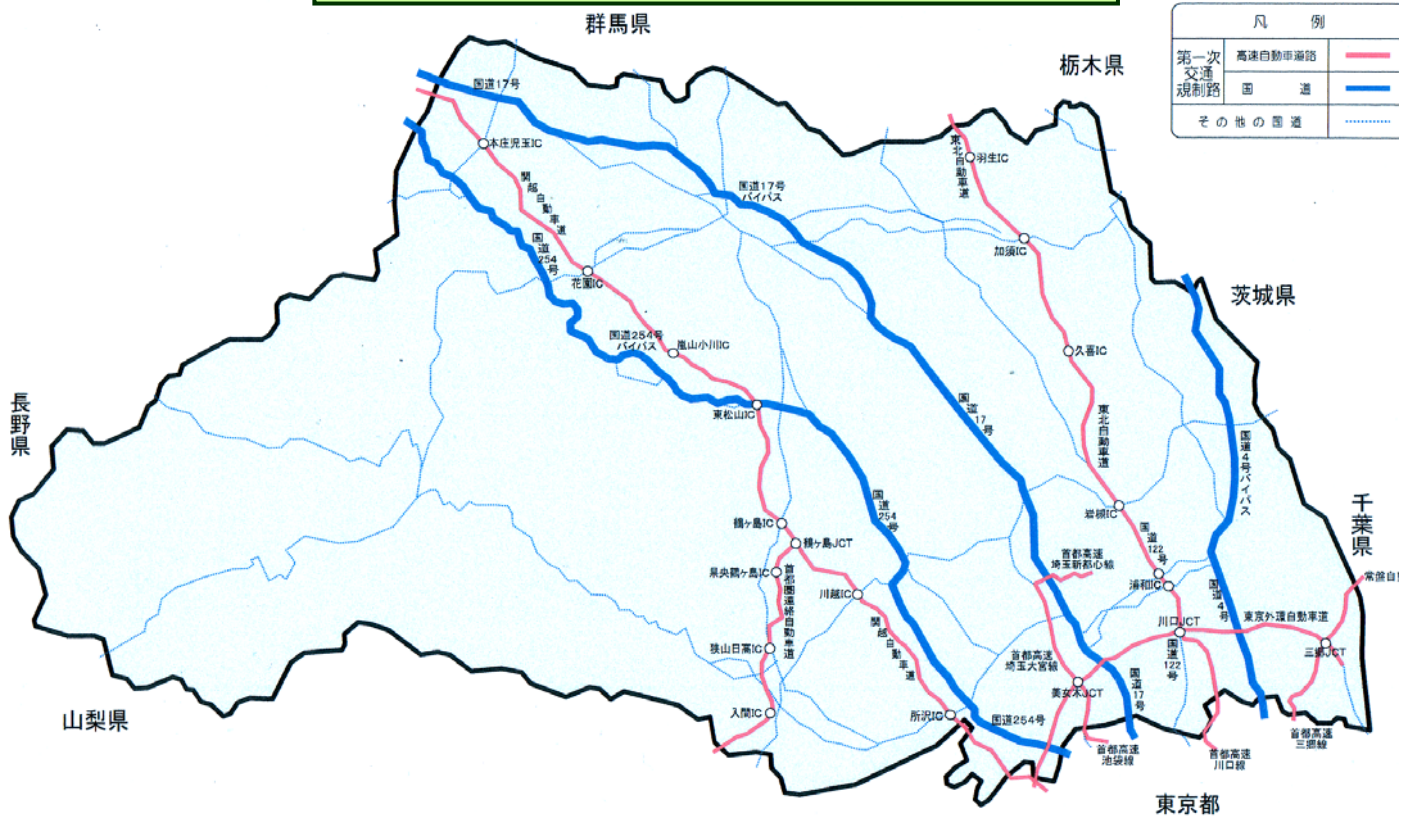 群馬県
栃木県
凡 例
第一次
交通
規制路
高速自動車道路
国 道
その他の国道
国道17号
本庄児玉IC
関越自動車道
国道254号
花園IC
国道17号
バイパス
東北自動車道
羽生IC
加須IC
茨城県
国道254号
バイパス
嵐山小川IC
久喜IC
長野県
東松山IC
国道17号
東北自動車道
国道4号バイパス
千葉県
国道254号
岩槻IC
鶴ヶ島IC
鶴ヶ島JCT
国道122号
首都高速
埼玉新都心線
県央鶴ヶ島IC
首都圏連絡自動車道
川越IC
浦和IC
国道4号
常盤自
川口JCT
東京外環自動車道
関越自動車道
狭山日高IC
首都高速
埼玉大宮線
国道122号
三郷JCT
美女木JCT
国道17号
山梨県
入間IC
所沢IC
国道254号
首都高速
池袋線
首都高速
川口線
首都高速
三郷線
東京都